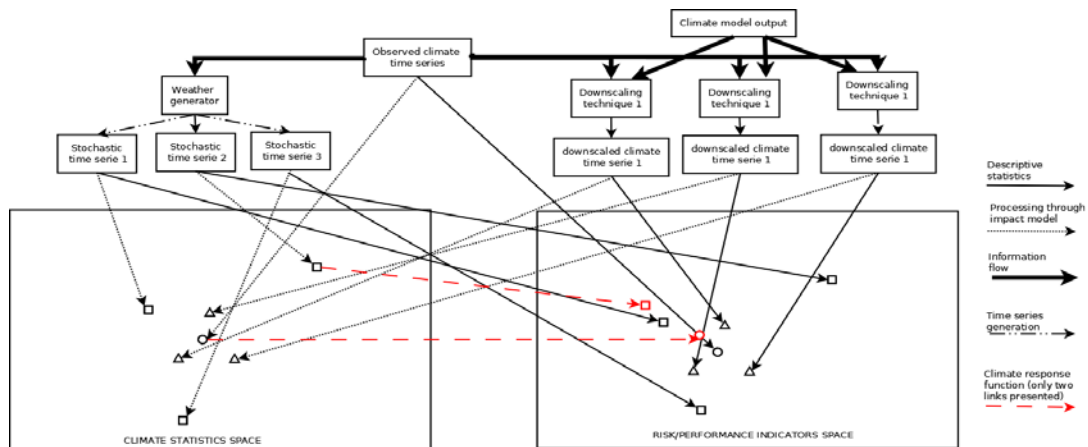 Climate model output
Observed climate
time series
Weather
generator
Downscaling
technique 1
Downscaling
technique 1
Downscaling
technique 1
Stochastic
time serie 1
Stochastic
time serie 2
Stochastic
time serie 3
downscaled climate
time serie 1
downscaled climate
time serie 1
downscaled climate
time serie 1
Descriptive
statistics
Processing through
impact model
Information
flow
Time series
generation
Climate response
function (only two
links presented)
CLIMATE STATISTICS SPACE
RISK/PERFORMANCE INDICATORS SPACE